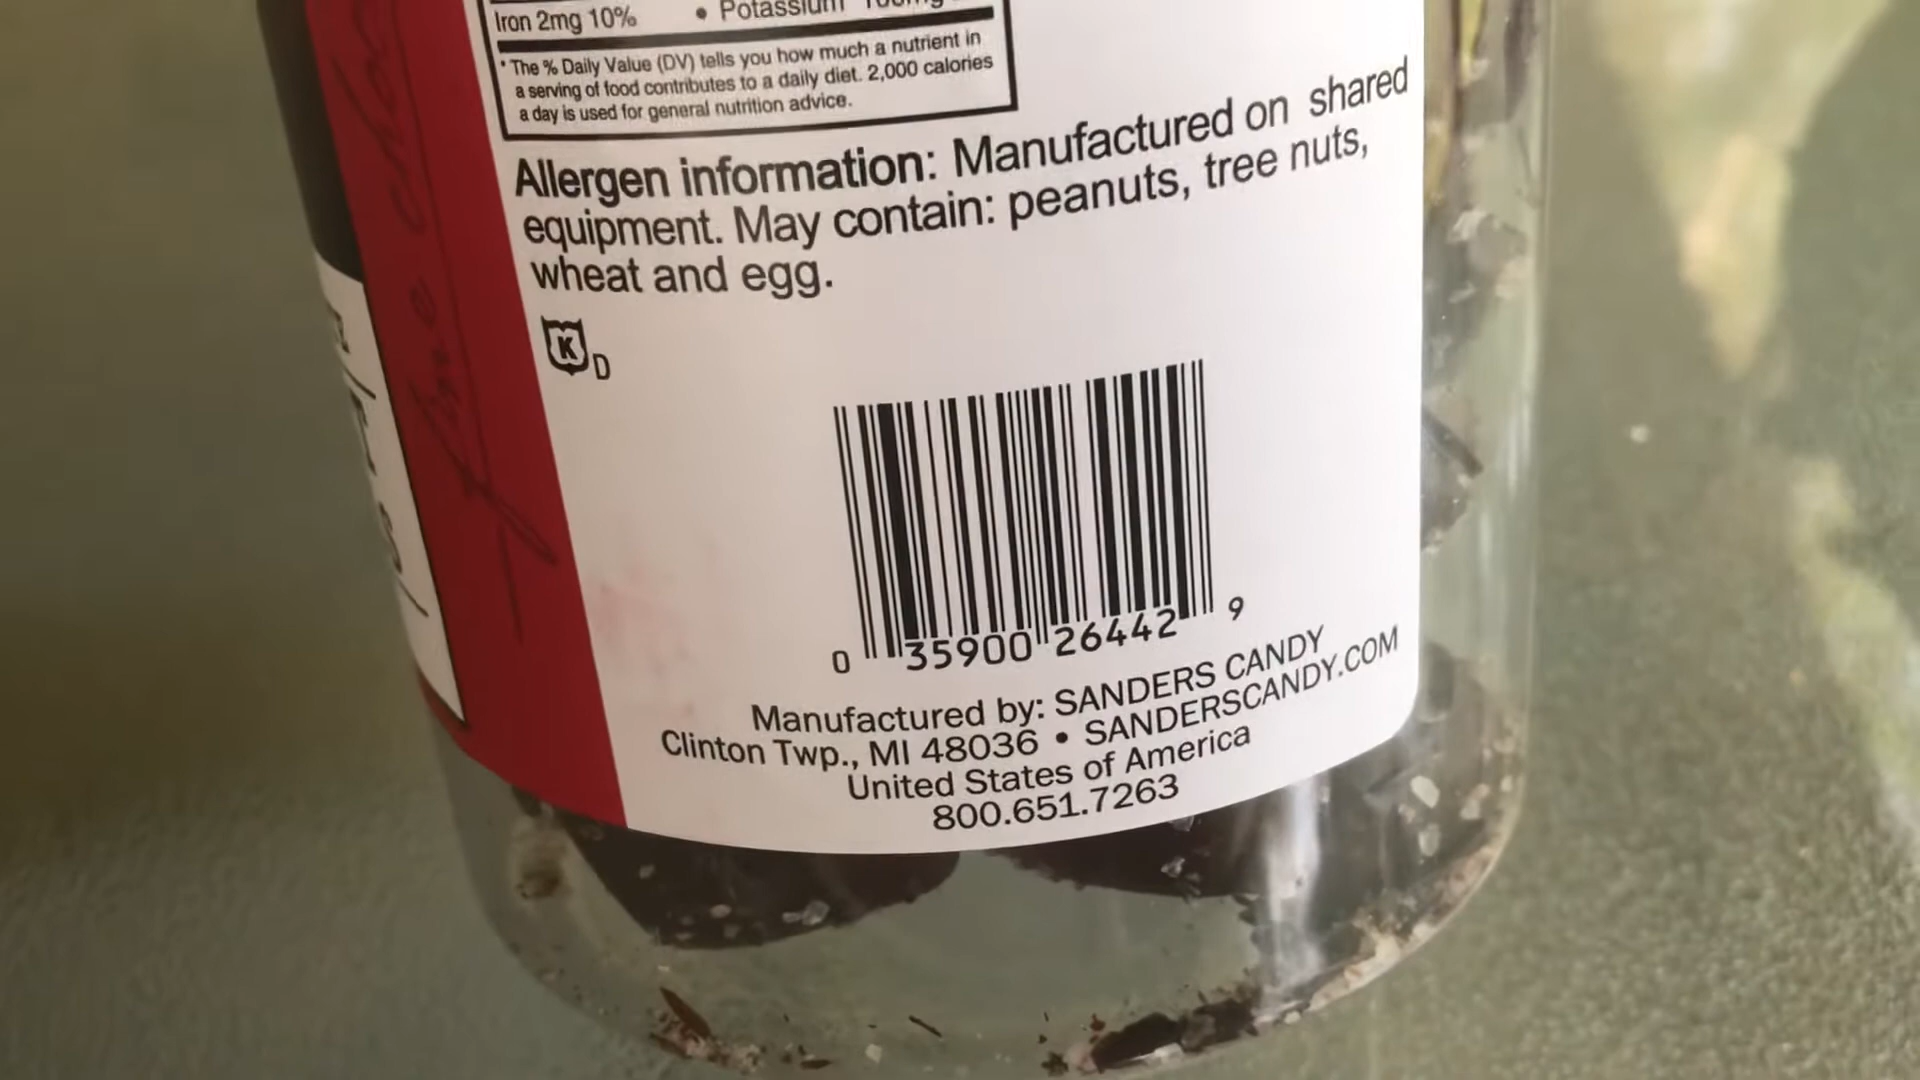 Iron 2mg 10% • Potassium
* The % Daily Value (DV) tells you how much a nutrient in
a serving of food contributes to a daily diet. 2,000 calories
a day is used for general nutrition advice.
Allergen information: Manufactured on shared
equipment. May contain: peanuts, tree nuts,
wheat and egg.
K D
0 35900 26442 9
Manufactured by: SANDERS CANDY
Clinton Twp., MI 48036 • SANDERSCANDY.COM
United States of America
800.651.7263